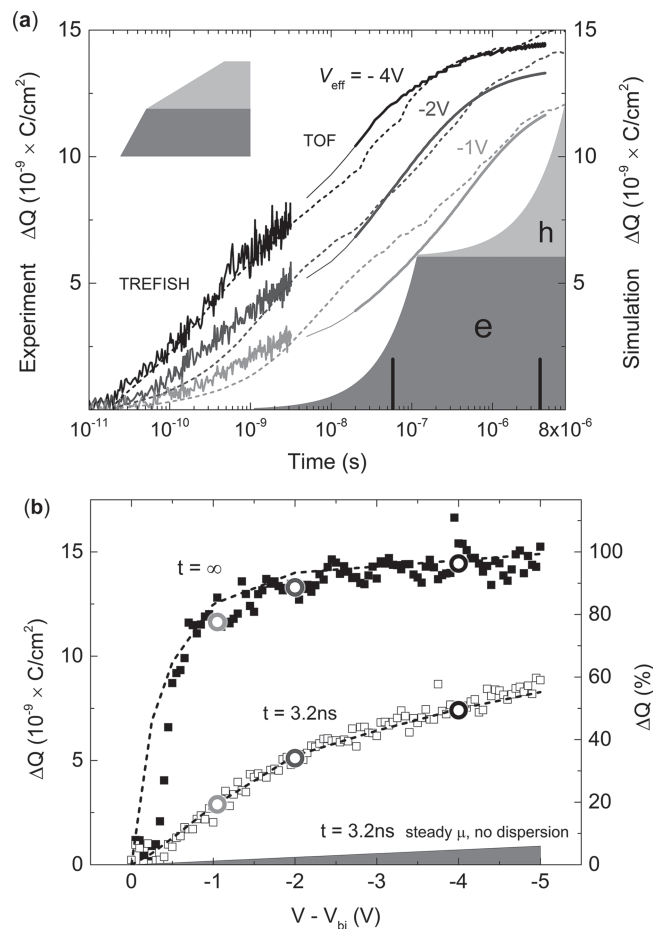 (a)
15
10
5
Experiment ΔQ (10⁻⁹ × C/cm²)
15
10
5
Simulation ΔQ (10⁻⁹ × C/cm²)
V_eff = - 4V
TOF
-2V
-1V
TREFISH
h
e
10⁻¹¹ 10⁻¹⁰ 10⁻⁹ 10⁻⁸ 10⁻⁷ 10⁻⁶ 8x10⁻⁶
Time (s)
(b)
15
10
5
0
ΔQ (10⁻⁹ × C/cm²)
100
80
60
40
20
0
ΔQ (%)
t = ∞
t = 3.2ns
t = 3.2ns steady μ, no dispersion
0 -1 -2 -3 -4 -5
V - V_bi (V)